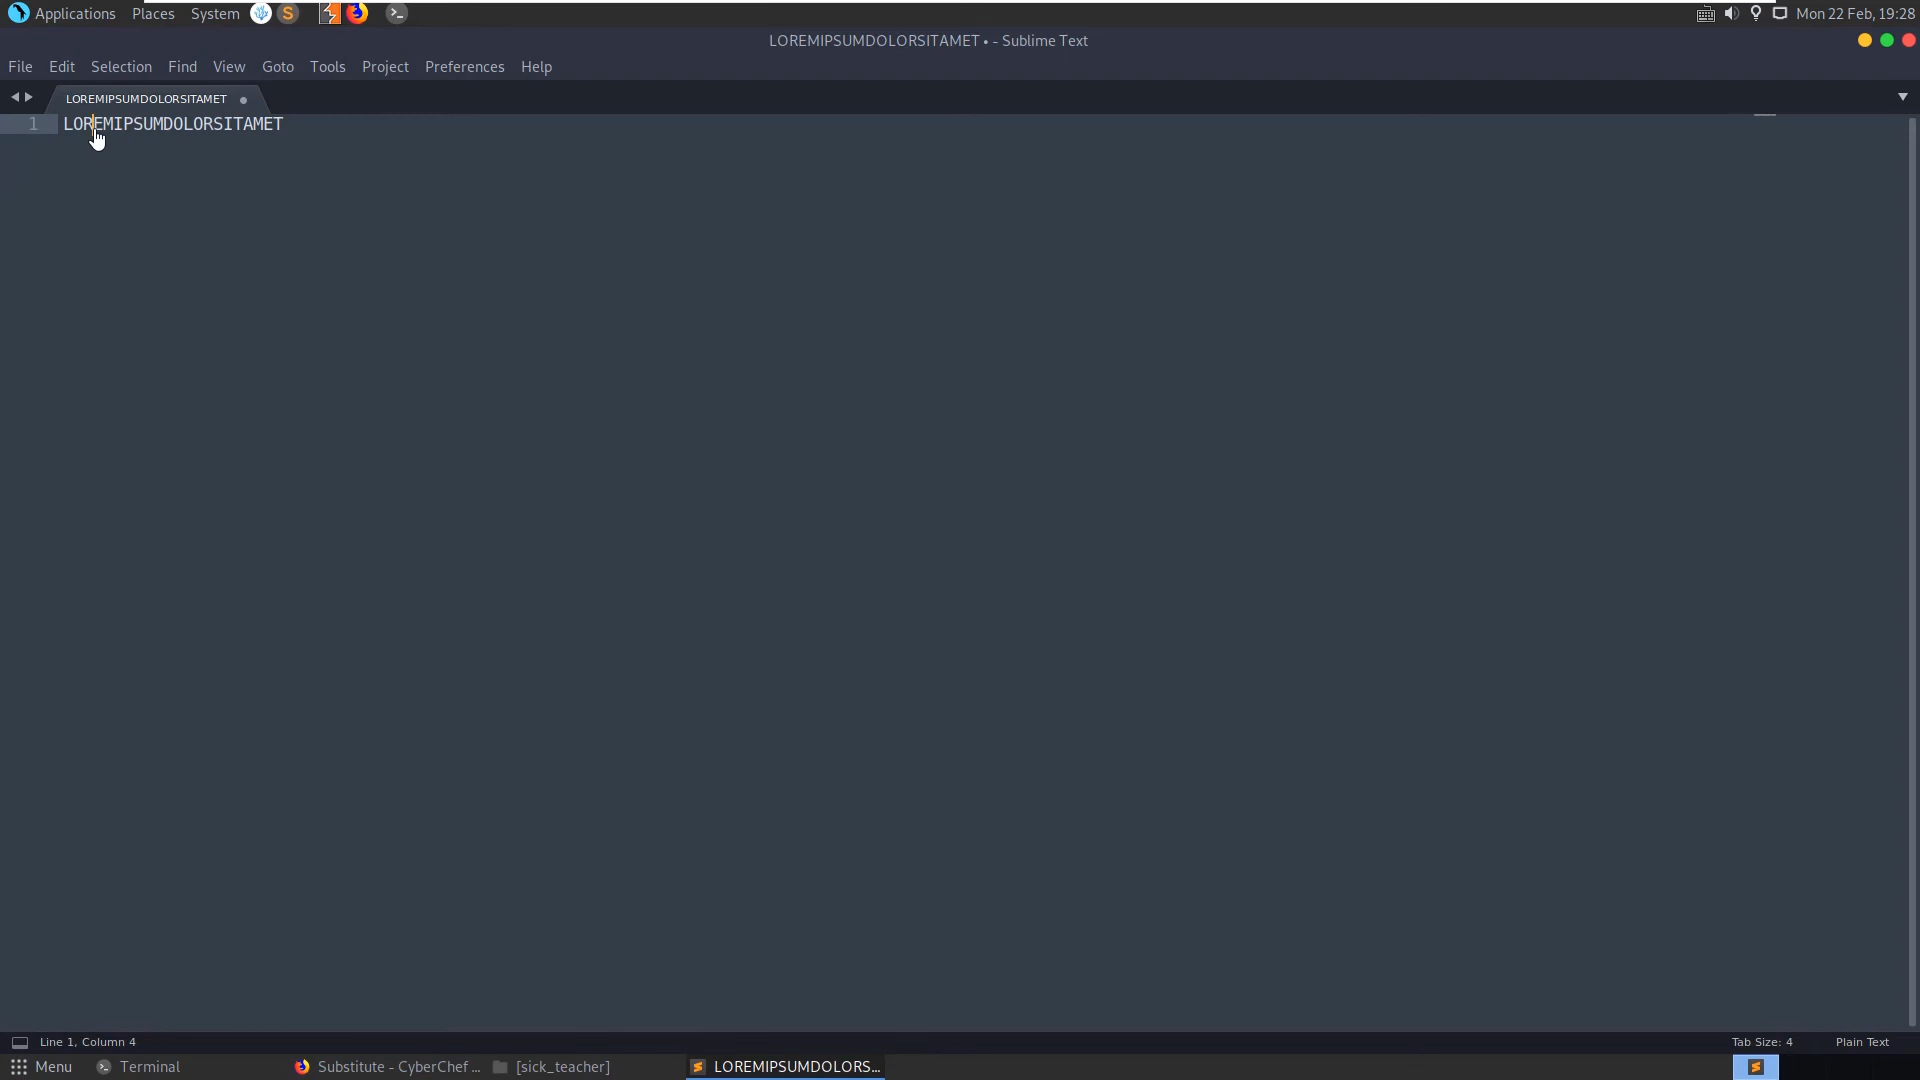 Applications Places System Mon 22 Feb, 19:28
LOREMIPSUMDOLORSITAMET • - Sublime Text
File Edit Selection Find View Goto Tools Project Preferences Help
LOREMIPSUMDOLORSITAMET
1 LOREMIPSUMDOLORSITAMET
Line 1, Column 4 Tab Size: 4 Plain Text
Menu Terminal Substitute - CyberChef ... [sick_teacher] LOREMIPSUMDOLORS...